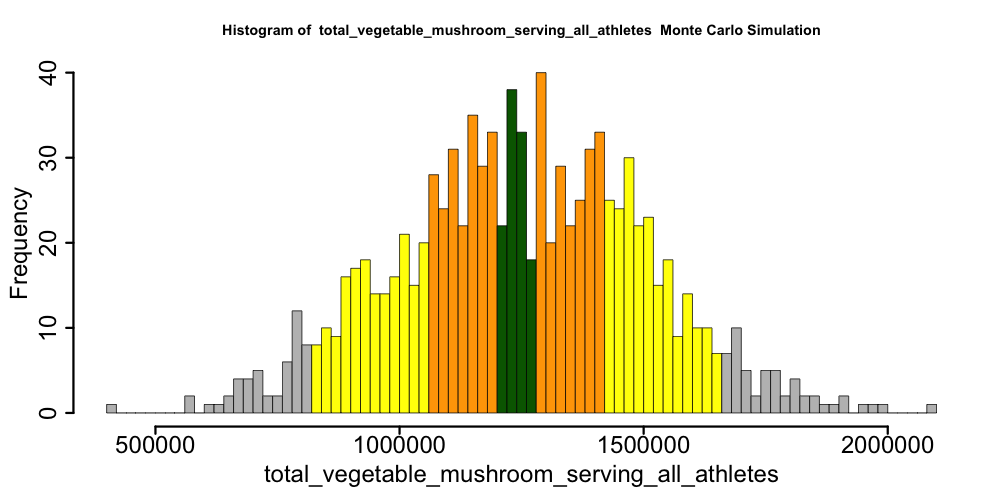 Histogram of total_vegetable_mushroom_serving_all_athletes Monte Carlo Simulation
Frequency
40
30
20
10
0
500000 1000000 1500000 2000000
total_vegetable_mushroom_serving_all_athletes